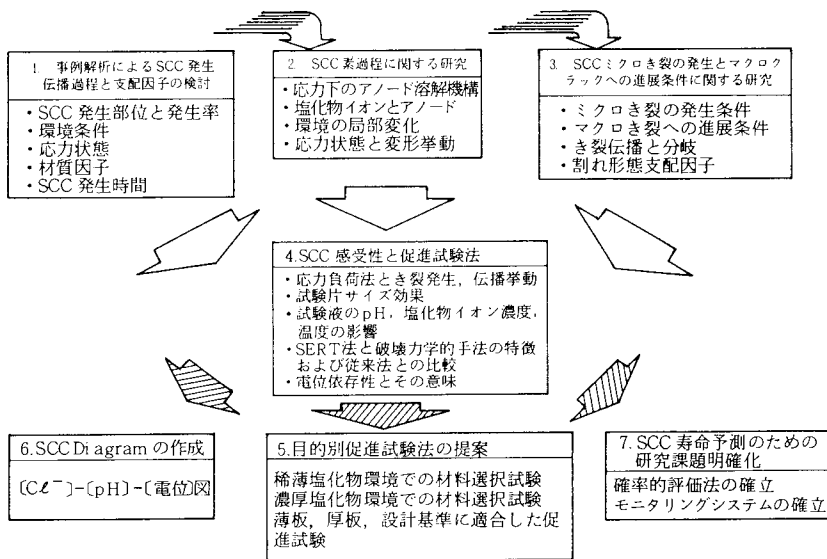 1. 事例解析によるSCC発生
伝播過程と支配因子の検討
・SCC発生部位と発生率
・環境条件
・応力状態
・材質因子
・SCC発生時間
2. SCC素過程に関する研究
・応力下のアノード溶解機構
・塩化物イオンとアノード
・環境の局部変化
・応力状態と変形挙動
3. SCCミクロき裂の発生とマクロク
ラックへの進展条件に関する研究
・ミクロき裂の発生条件
・マクロき裂への進展条件
・き裂伝播と分岐
・割れ形態支配因子
4.SCC感受性と促進試験法
・応力負荷法とき裂発生，伝播挙動
・試験片サイズ効果
・試験液のpH，塩化物イオン濃度，
温度の影響
・SERT法と破壊力学的手法の特徴
および従来法との比較
・電位依存性とその意味
6.SCC Diagramの作成
〔Cℓ⁻〕-〔pH〕-〔電位〕図
5.目的別促進試験法の提案
稀薄塩化物環境での材料選択試験
濃厚塩化物環境での材料選択試験
薄板，厚板，設計基準に適合した促
進試験
7.SCC寿命予測のための
研究課題明確化
確率的評価法の確立
モニタリングシステムの確立